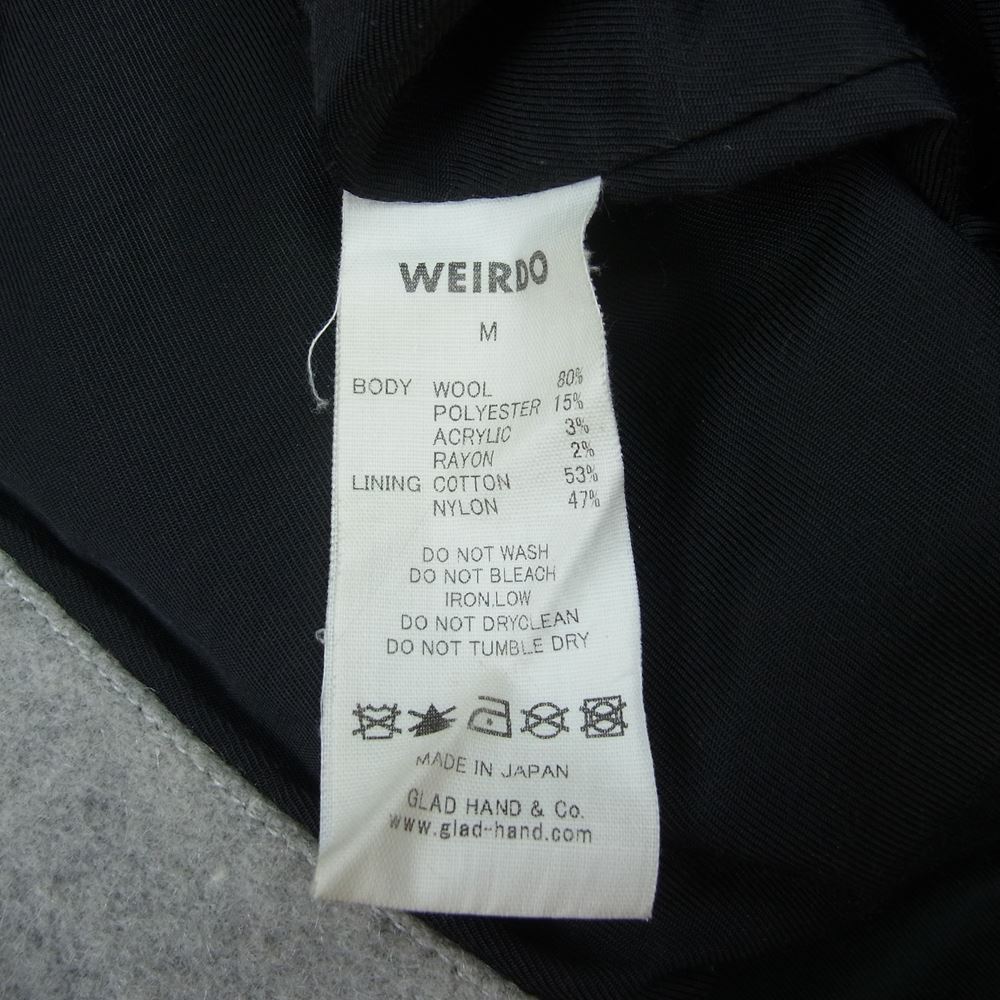 WEIRDO
M
BODY WOOL 80%
POLYESTER 15%
ACRYLIC 3%
RAYON 2%
LINING COTTON 53%
NYLON 47%
DO NOT WASH
DO NOT BLEACH
IRON.LOW
DO NOT DRYCLEAN
DO NOT TUMBLE DRY
MADE IN JAPAN
GLAD HAND & Co.
www.glad-hand.com